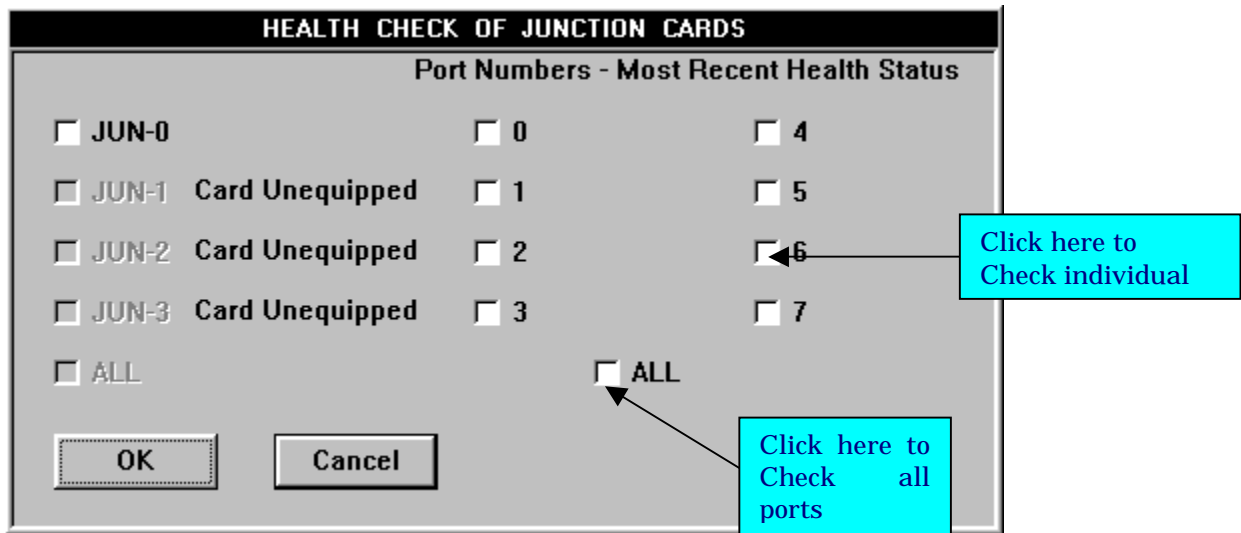 HEALTH CHECK OF JUNCTION CARDS
Port Numbers - Most Recent Health Status
JUN-0 0 4
JUN-1 Card Unequipped 1 5
JUN-2 Card Unequipped 2 6
JUN-3 Card Unequipped 3 7
ALL ALL
OK Cancel
Click here to
Check individual
Click here to
Check all
ports